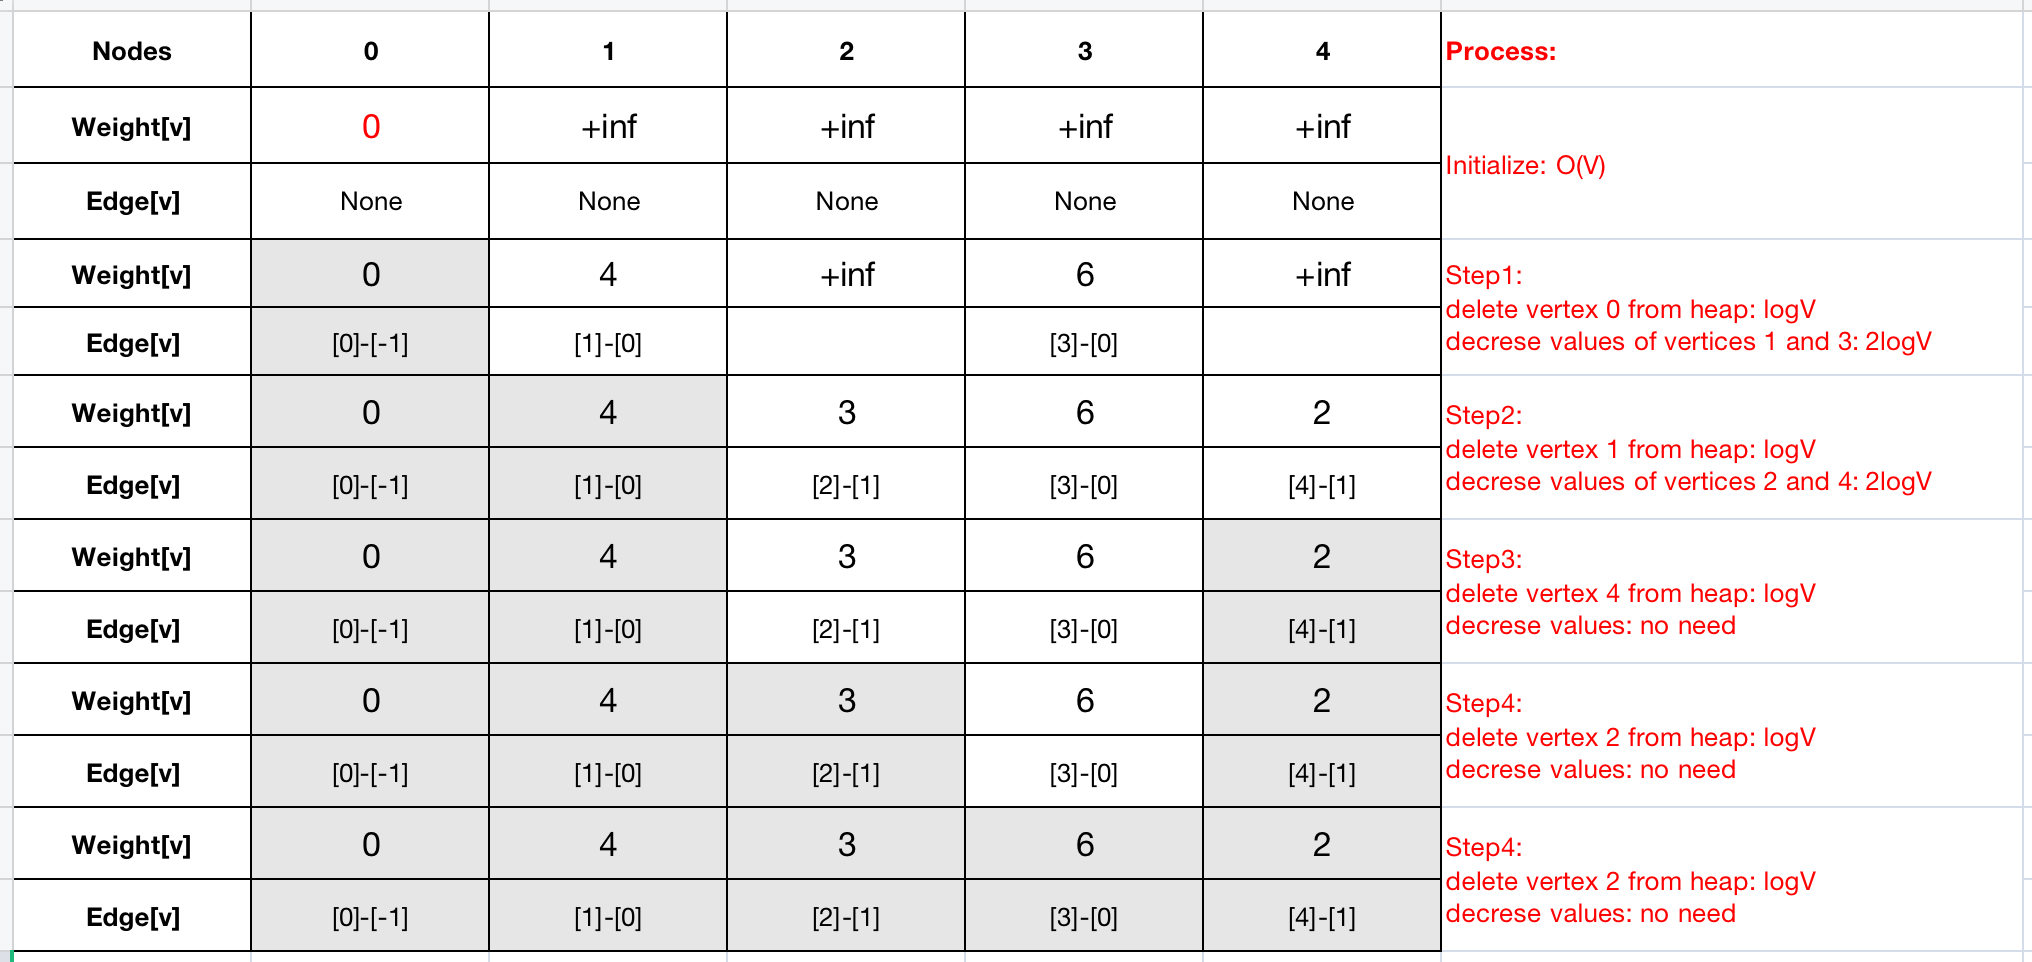 Nodes 0 1 2 3 4 Process:
Weight[v] 0 +inf +inf +inf +inf
Initialize: O(V)
Edge[v] None None None None None
Weight[v] 0 4 +inf 6 +inf
Step1:
delete vertex 0 from heap: logV
decrese values of vertices 1 and 3: 2logV
Edge[v] [0]-[-1] [1]-[0] [3]-[0]
Weight[v] 0 4 3 6 2
Step2:
delete vertex 1 from heap: logV
decrese values of vertices 2 and 4: 2logV
Edge[v] [0]-[-1] [1]-[0] [2]-[1] [3]-[0] [4]-[1]
Weight[v] 0 4 3 6 2
Step3:
delete vertex 4 from heap: logV
decrese values: no need
Edge[v] [0]-[-1] [1]-[0] [2]-[1] [3]-[0] [4]-[1]
Weight[v] 0 4 3 6 2
Step4:
delete vertex 2 from heap: logV
decrese values: no need
Edge[v] [0]-[-1] [1]-[0] [2]-[1] [3]-[0] [4]-[1]
Weight[v] 0 4 3 6 2
Step4:
delete vertex 2 from heap: logV
decrese values: no need
Edge[v] [0]-[-1] [1]-[0] [2]-[1] [3]-[0] [4]-[1]